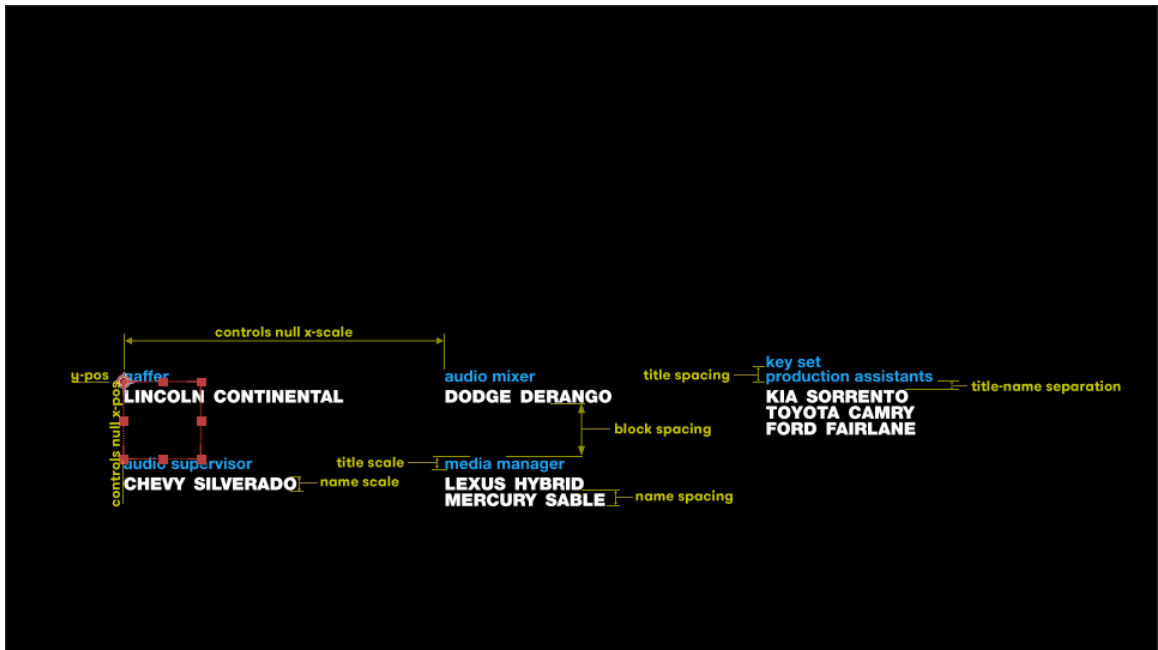 controls null x-scale
key set
y-pos
gaffer
audio mixer
title spacing
production assistants
title-name separation
LINCOLN CONTINENTAL
DODGE DERANGO
KIA SORRENTO
TOYOTA CAMRY
FORD FAIRLANE
controls null x-pos
block spacing
audio supervisor
title scale
media manager
CHEVY SILVERADO
name scale
LEXUS HYBRID
MERCURY SABLE
name spacing